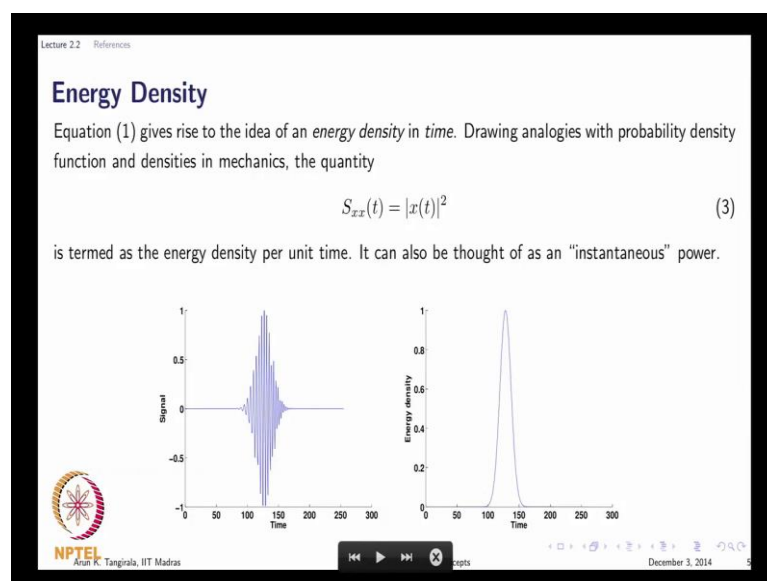 Lecture 2.2 References
Energy Density
Equation (1) gives rise to the idea of an energy density in time. Drawing analogies with probability density
function and densities in mechanics, the quantity
S_{xx}(t) = |x(t)|^2 (3)
is termed as the energy density per unit time. It can also be thought of as an “instantaneous” power.
1
0.5
0
−0.5
−1
Signal
0 50 100 150 200 250 300
Time
1
0.8
0.6
0.4
0.2
0
Energy density
0 50 100 150 200 250 300
Time
NPTEL
Arun K. Tangirala, IIT Madras
cepts
December 3, 2014
5